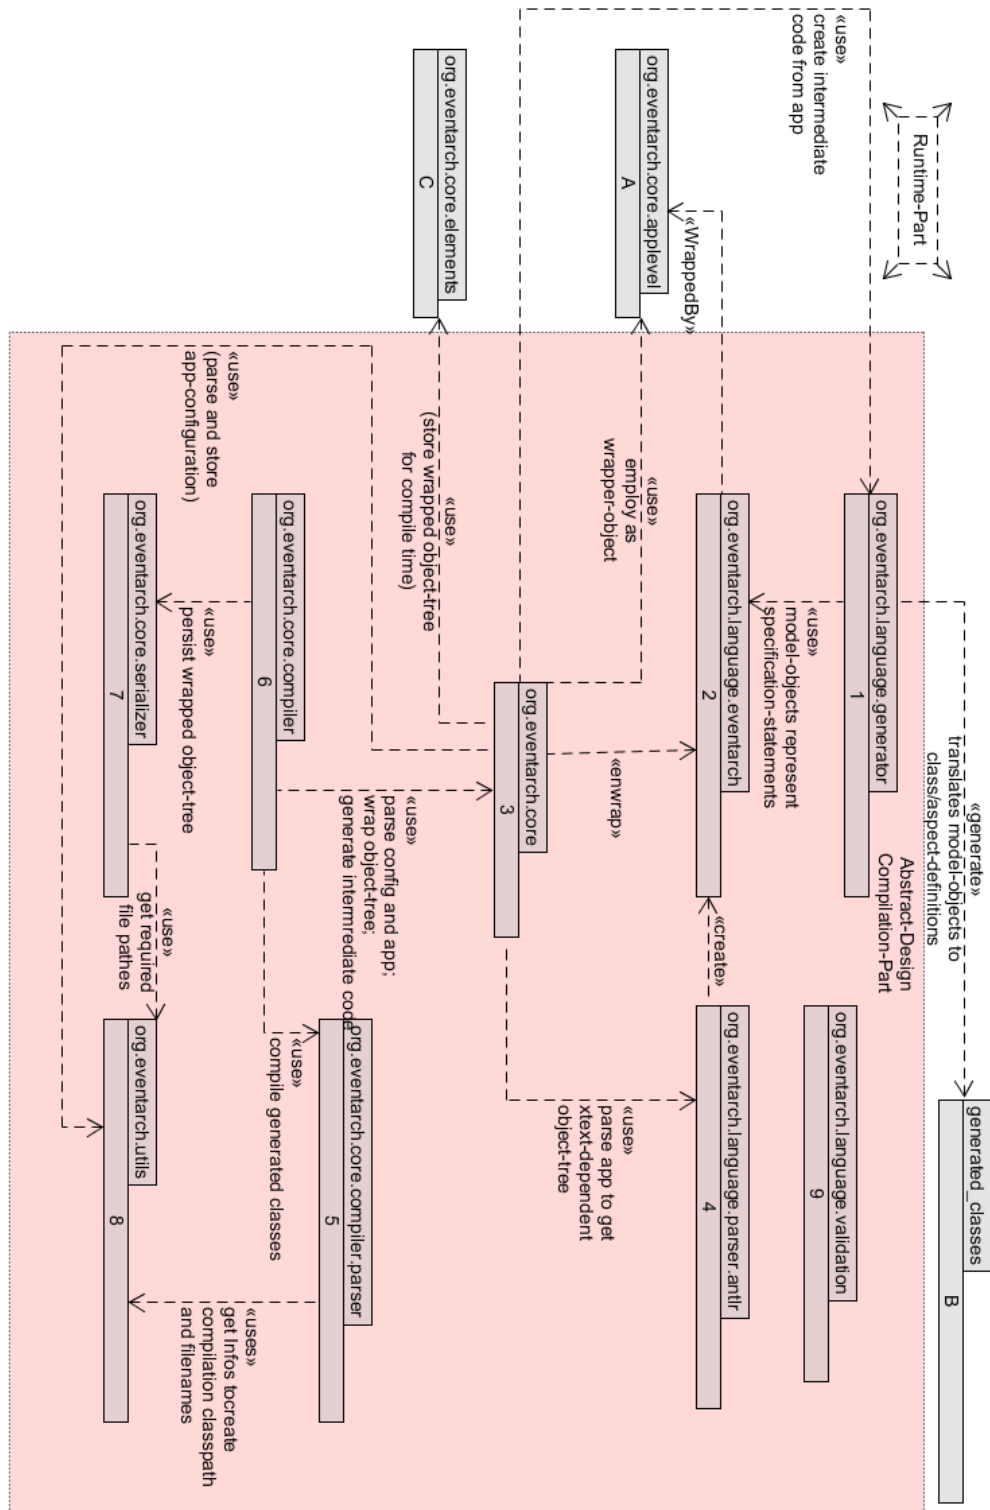 «use»
create intermediate
code from app
Runtime-Part
org.eventarch.core.elements
C
org.eventarch.core.applevel
A
«WrappedBy»
«use»
(parse and store
app-configuration)
«use»
(store wrapped object-tree
for compile time)
«use»
employ as
wrapper-object
org.eventarch.language.generator
1
«generate»
translates model-objects to
class/aspect-definitions
Abstract-Design
Compilation-Part
«use»
model-objects represent
specification-statements
org.eventarch.language.eventarch
2
org.eventarch.core
3
«enwrap»
«create»
org.eventarch.core.compiler
6
org.eventarch.core.serializer
7
«use»
persist wrapped object-tree
«use»
parse config and app;
wrap object-tree;
generate intermrediate code
«use»
get required
file pathes
«use»
compile generated classes
«use»
parse app to get
xtext-dependent
object-tree
generated_classes
B
org.eventarch.language.validation
9
org.eventarch.language.parser.antlr
4
org.eventarch.core.compiler.parser
5
org.eventarch.utils
8
«uses»
get Infos tocreate
compilation classpath
and filenames